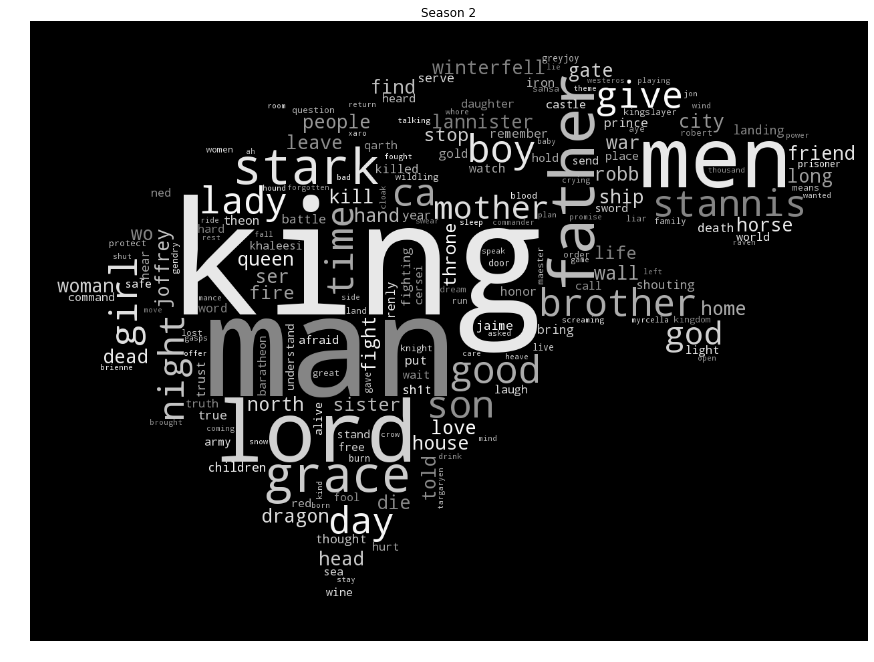 Season 2
greyjoy
winterfell
lie
gate
serve
iron
westeros
playing
find
sansa
theme
heard
give
jon
whore
daughter
castle
father
room
return
question
talking
prince
kingslayer
wind
people
lannister
aye
city
robert
landing
power
xaro
stop
remember
leave
qarth
boy
baby
war
men
women
ah
fought
gold
hold
send
place
friend
stark
bad
killed
wildling
watch
crying
robb
thousand
prisoner
long
means
wanted
ned
lady
hound
forgotten
kill
cloak
ca
blood
mother
ship
stannis
promise
sword
theon
battle
hand
year
commander
plan
liar
family
wo
hard
time
swear
sleep
death
horse
protect
rest
fall
khaleesi
king
throne
speak
maester
order
game
life
world
raven
shut
hear
joffrey
gendry
queen
fighting
cersei
door
wall
left
girl
woman
safe
ser
call
shouting
command
mance
word
fire
side
renly
dream
run
honor
brother
home
move
land
night
lost
gasps
man
baratheon
understand
afraid
fight
knight
jaime
asked
bring
screaming
myrcella
kingdom
god
dead
offer
put
care
heave
live
light
open
brienne
trust
great
gave
wait
good
sh1t
laugh
truth
north
sister
son
brought
true
lord
alive
coming
stand
crow
love
army
snow
free
house
mind
burn
drink
children
grace
told
targaryen
kind
red
born
fool
die
dragon
day
thought
hurt
head
sea
stay
wine